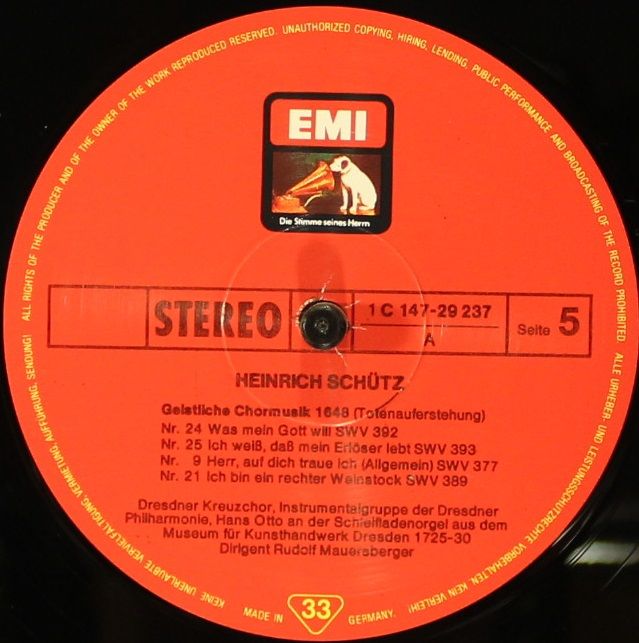 ALL RIGHTS OF THE PRODUCER AND OF THE OWNER OF THE WORK REPRODUCED RESERVED. UNAUTHORIZED COPYING, HIRING, LENDING, PUBLIC PERFORMANCE AND BROADCASTING OF THE RECORD PROHIBITED.
ALLE URHEBER- UND LEISTUNGSSCHUTZRECHTE VORBEHALTEN. KEIN VERLEIH! KEINE UNERLAUBTE VERVIELFÄLTIGUNG, VERMIETUNG, AUFFÜHRUNG, SENDUNG!
EMI
Die Stimme seines Herrn
STEREO
1 C 147-29 237
A
Seite 5
HEINRICH SCHÜTZ
Geistliche Chormusik 1648 (Totenauferstehung)
Nr. 24 Was mein Gott will SWV 392
Nr. 25 Ich weiß, daß mein Erlöser lebt SWV 393
Nr. 9 Herr, auf dich traue ich (Allgemein) SWV 377
Nr. 21 Ich bin ein rechter Weinstock SWV 389
Dresdner Kreuzchor, Instrumentalgruppe der Dresdner
Philharmonie, Hans Otto an der Schleifladenorgel aus dem
Museum für Kunsthandwerk Dresden 1725-30
Dirigent Rudolf Mauersberger
MADE IN 33 GERMANY.